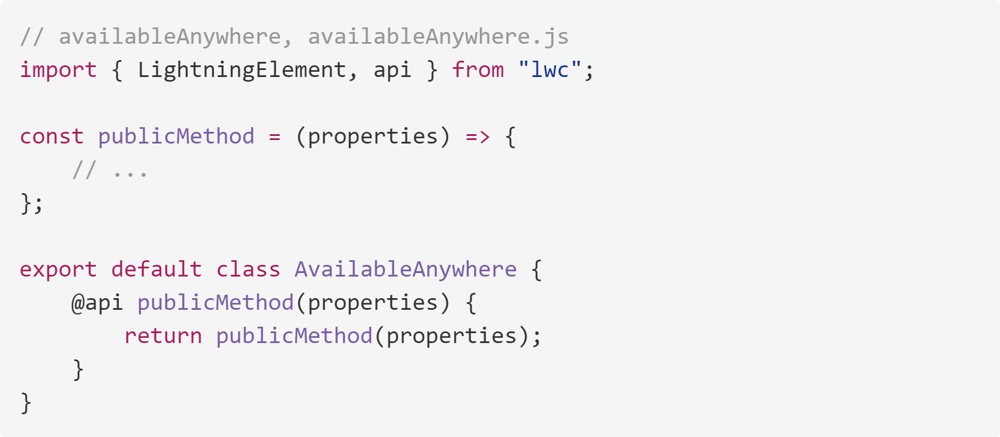 // availableAnywhere, availableAnywhere.js
import { LightningElement, api } from "lwc";
const publicMethod = (properties) => {
// ...
};
export default class AvailableAnywhere {
@api publicMethod(properties) {
return publicMethod(properties);
}
}